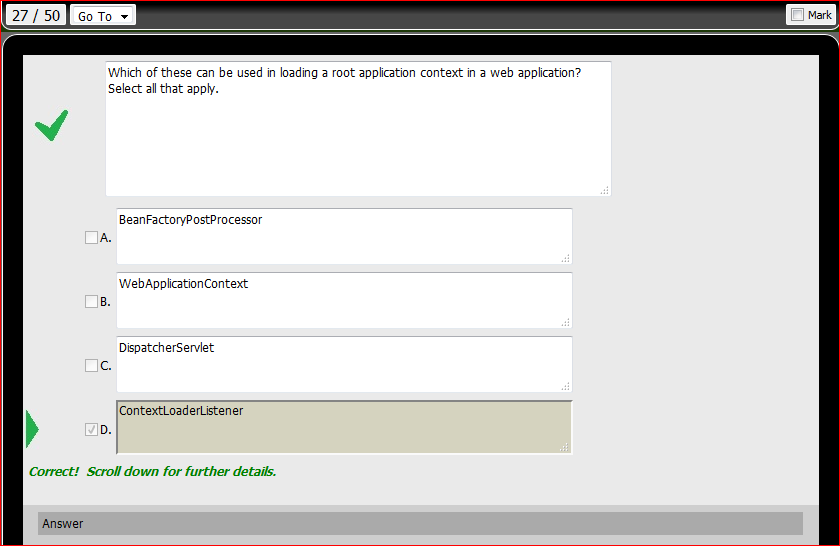 27 / 50 Go To Mark
Which of these can be used in loading a root application context in a web application?
Select all that apply.
A. BeanFactoryPostProcessor
B. WebApplicationContext
C. DispatcherServlet
D. ContextLoaderListener
Correct! Scroll down for further details.
Answer